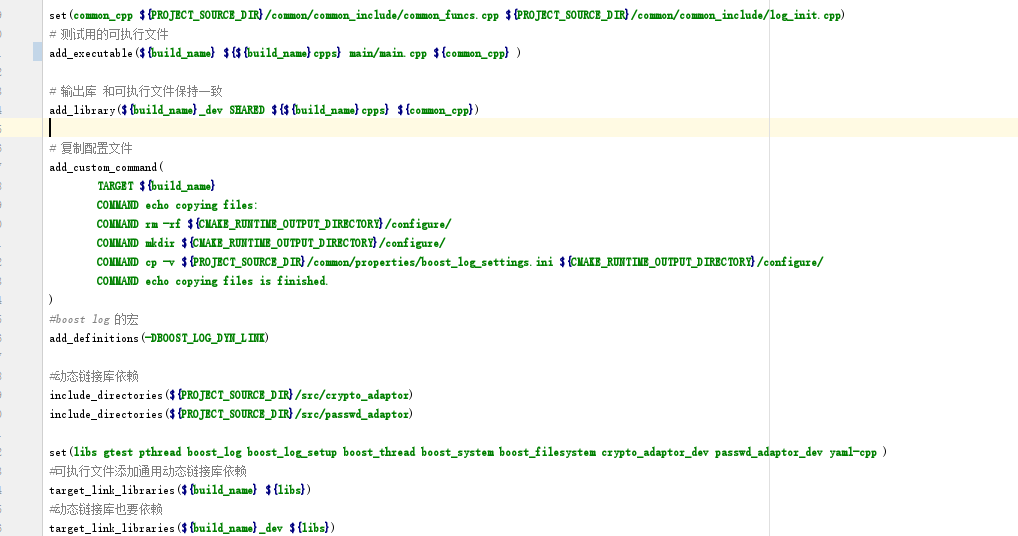 set(common_cpp ${PROJECT_SOURCE_DIR}/common/common_include/common_funcs.cpp ${PROJECT_SOURCE_DIR}/common/common_include/log_init.cpp)
# 测试用的可执行文件
add_executable(${build_name} ${${build_name}cpps} main/main.cpp ${common_cpp} )
# 输出库 和可执行文件保持一致
add_library(${build_name}_dev SHARED ${${build_name}cpps} ${common_cpp})
# 复制配置文件
add_custom_command(
TARGET ${build_name}
COMMAND echo copying files:
COMMAND rm -rf ${CMAKE_RUNTIME_OUTPUT_DIRECTORY}/configure/
COMMAND mkdir ${CMAKE_RUNTIME_OUTPUT_DIRECTORY}/configure/
COMMAND cp -v ${PROJECT_SOURCE_DIR}/common/properties/boost_log_settings.ini ${CMAKE_RUNTIME_OUTPUT_DIRECTORY}/configure/
COMMAND echo copying files is finished.
)
#boost log 的宏
add_definitions(-DBOOST_LOG_DYN_LINK)
#动态链接库依赖
include_directories(${PROJECT_SOURCE_DIR}/src/crypto_adaptor)
include_directories(${PROJECT_SOURCE_DIR}/src/passwd_adaptor)
set(libs gtest pthread boost_log boost_log_setup boost_thread boost_system boost_filesystem crypto_adaptor_dev passwd_adaptor_dev yaml-cpp )
#可执行文件添加通用动态链接库依赖
target_link_libraries(${build_name} ${libs})
#动态链接库也要依赖
target_link_libraries(${build_name}_dev ${libs})